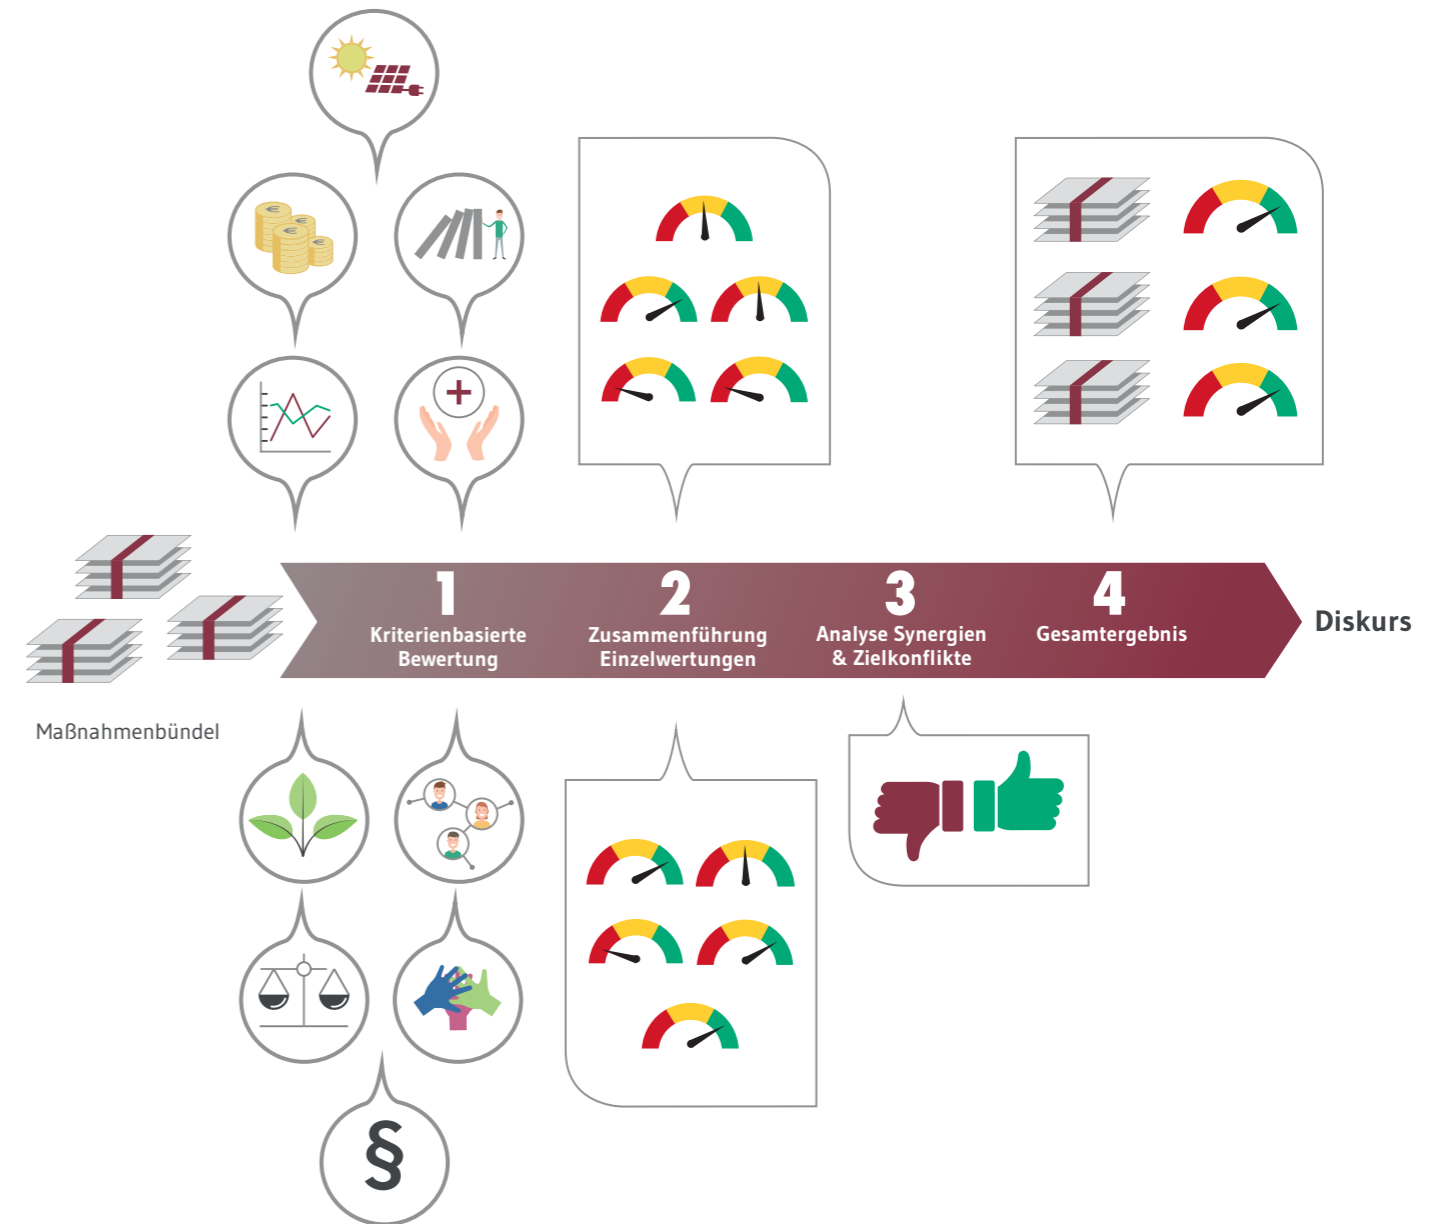 €
€
€
€
+
1
Kriterienbasierte
Bewertung
2
Zusammenführung
Einzelwertungen
3
Analyse Synergien
& Zielkonflikte
4
Gesamtergebnis
Diskurs
Maßnahmenbündel
§